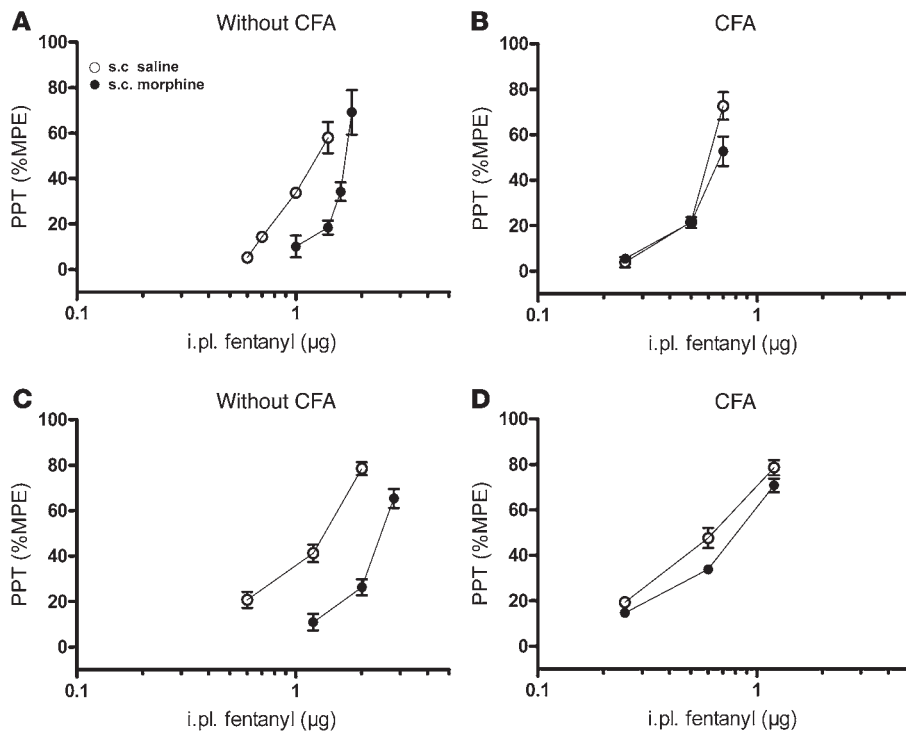 A
Without CFA
100
80
60
40
20
0
PPT (%MPE)
s.c saline
s.c. morphine
0.1
1
i.pl. fentanyl (µg)
B
CFA
100
80
60
40
20
0
PPT (%MPE)
0.1
1
i.pl. fentanyl (µg)
C
Without CFA
100
80
60
40
20
0
PPT (%MPE)
0.1
1
i.pl. fentanyl (µg)
D
CFA
100
80
60
40
20
0
PPT (%MPE)
0.1
1
i.pl. fentanyl (µg)